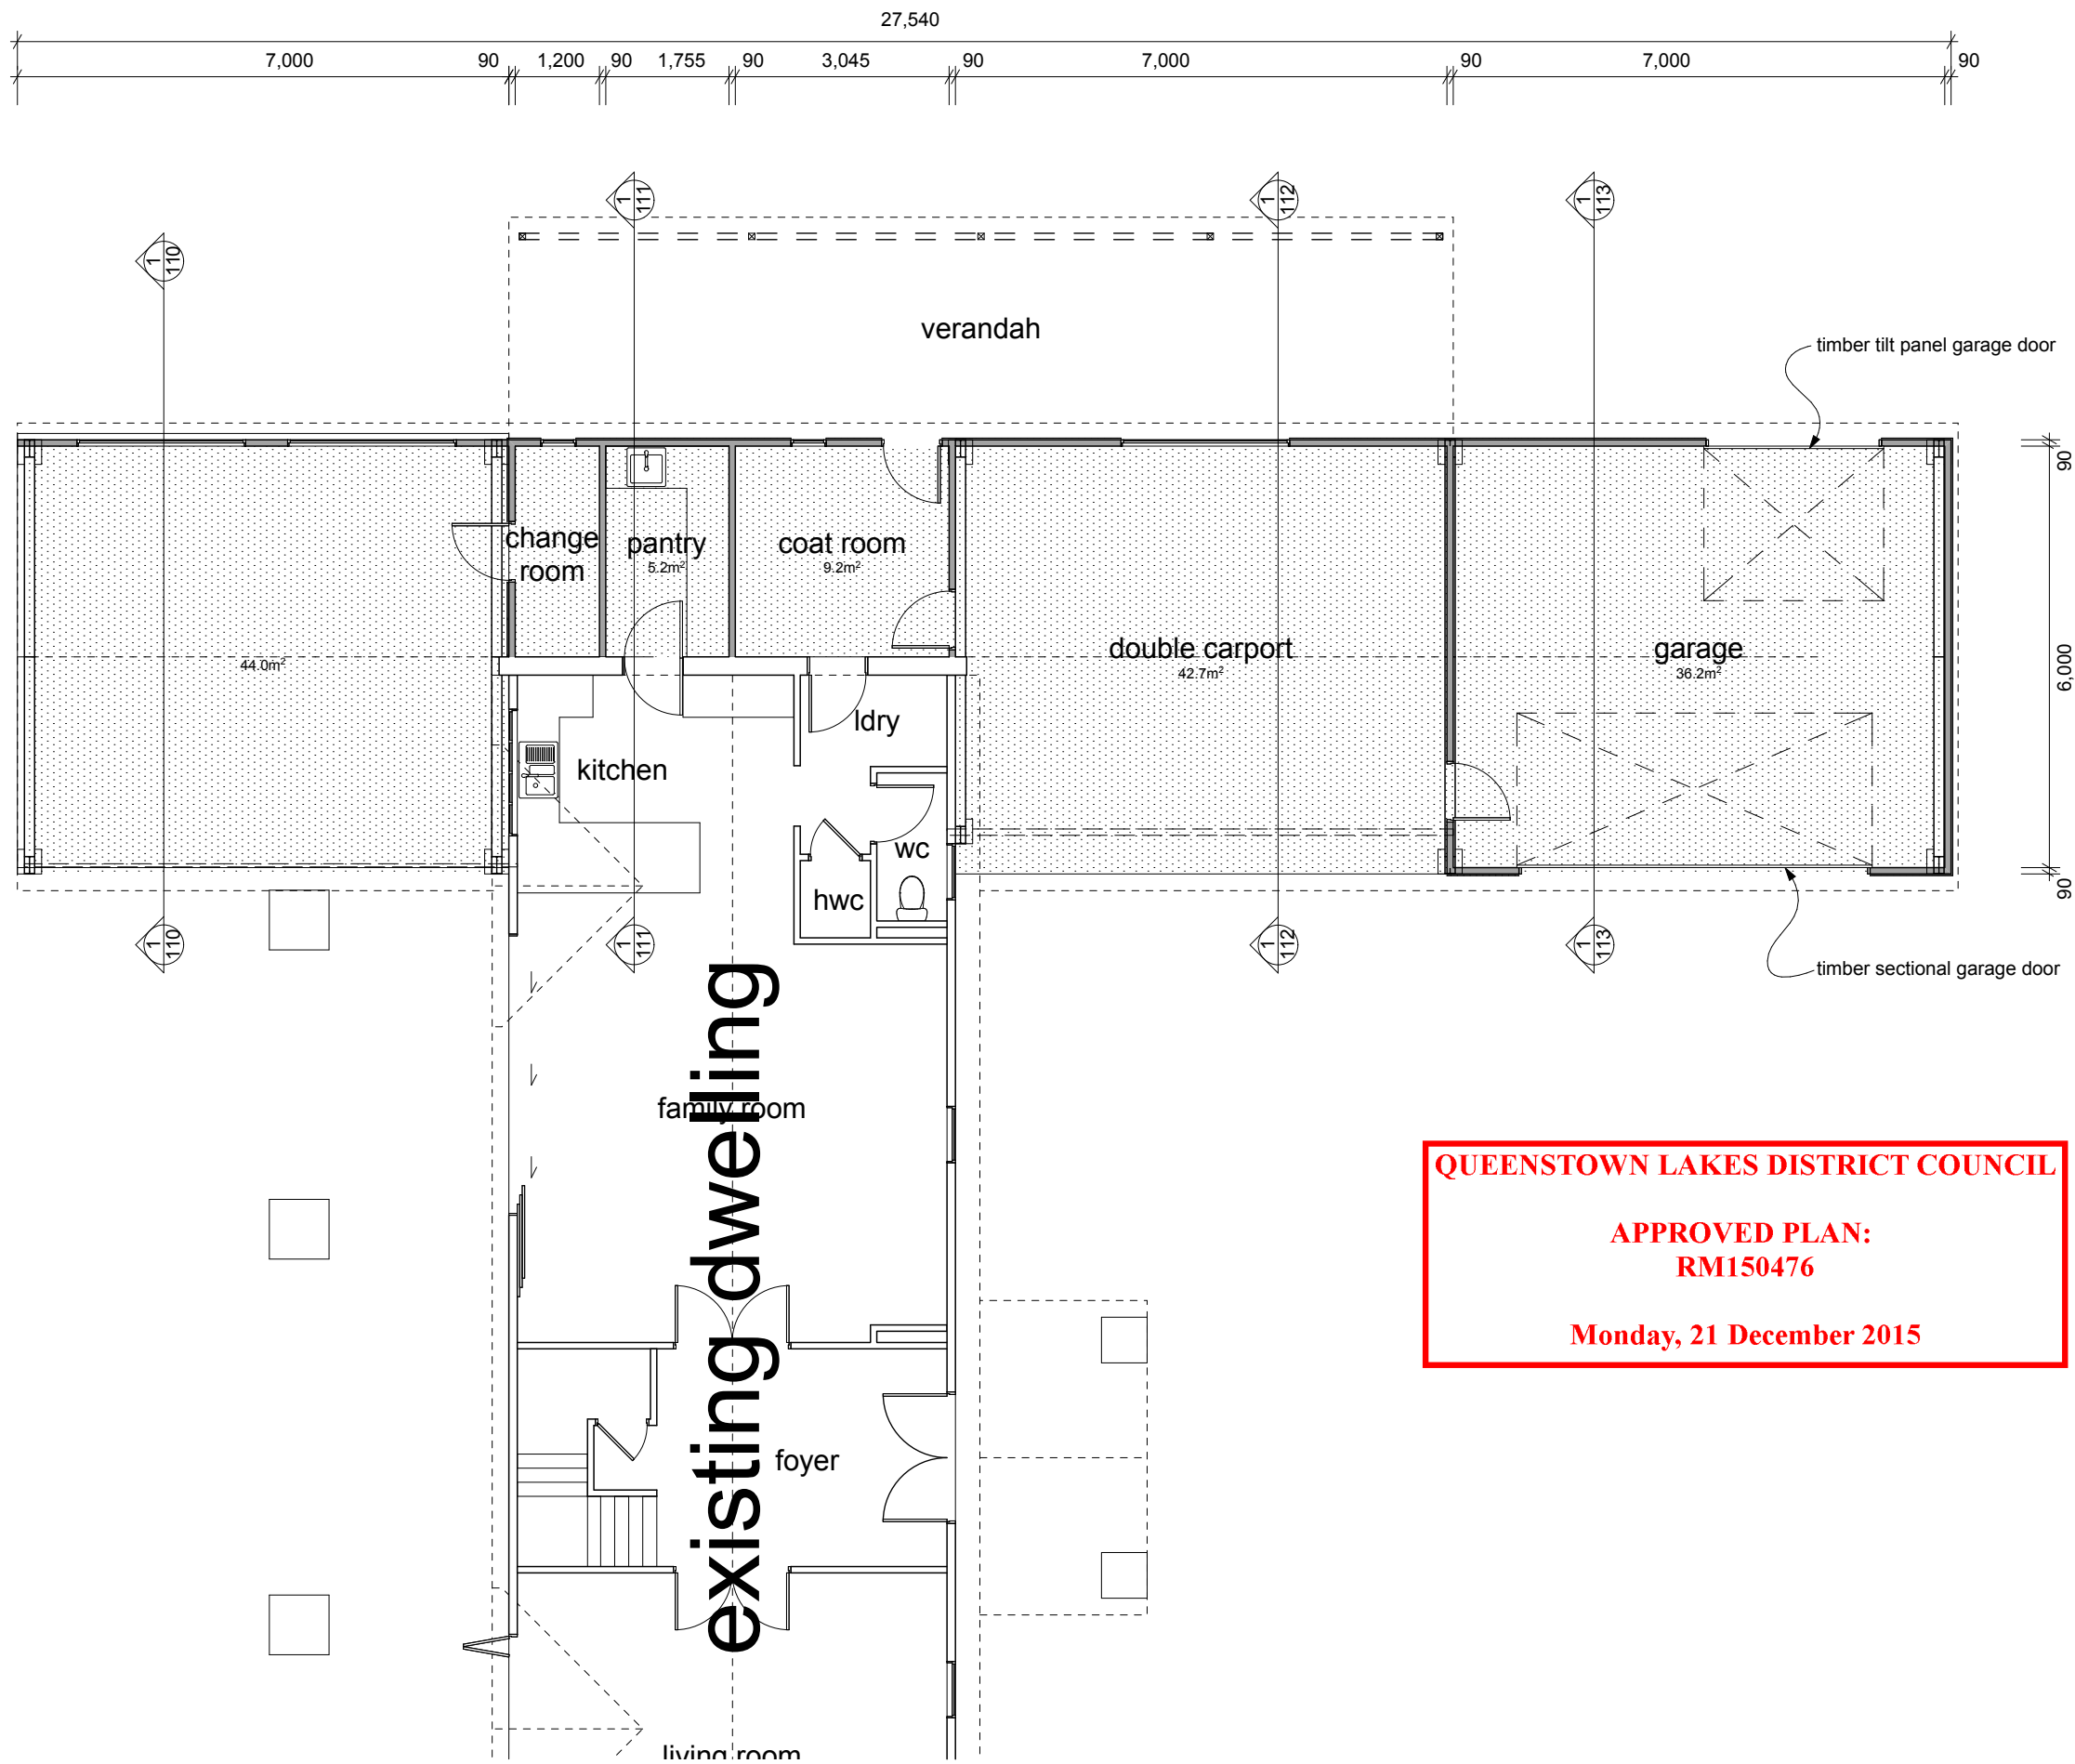 27,540
7,000 90 1,200 90 1,755 90 3,045 90 7,000 90 7,000 90
1
111
1
112
1
113
1
110
verandah
timber tilt panel garage door
90
change
room
pantry
5.2m²
coat room
9.2m²
double carport
42.7m²
garage
36.2m²
6,000
44.0m²
ldry
kitchen
wc
hwc
90
1
110
1
111
1
112
1
113
timber sectional garage door
existing dwelling
family room
QUEENSTOWN LAKES DISTRICT COUNCIL
APPROVED PLAN:
RM150476
Monday, 21 December 2015
foyer
living room